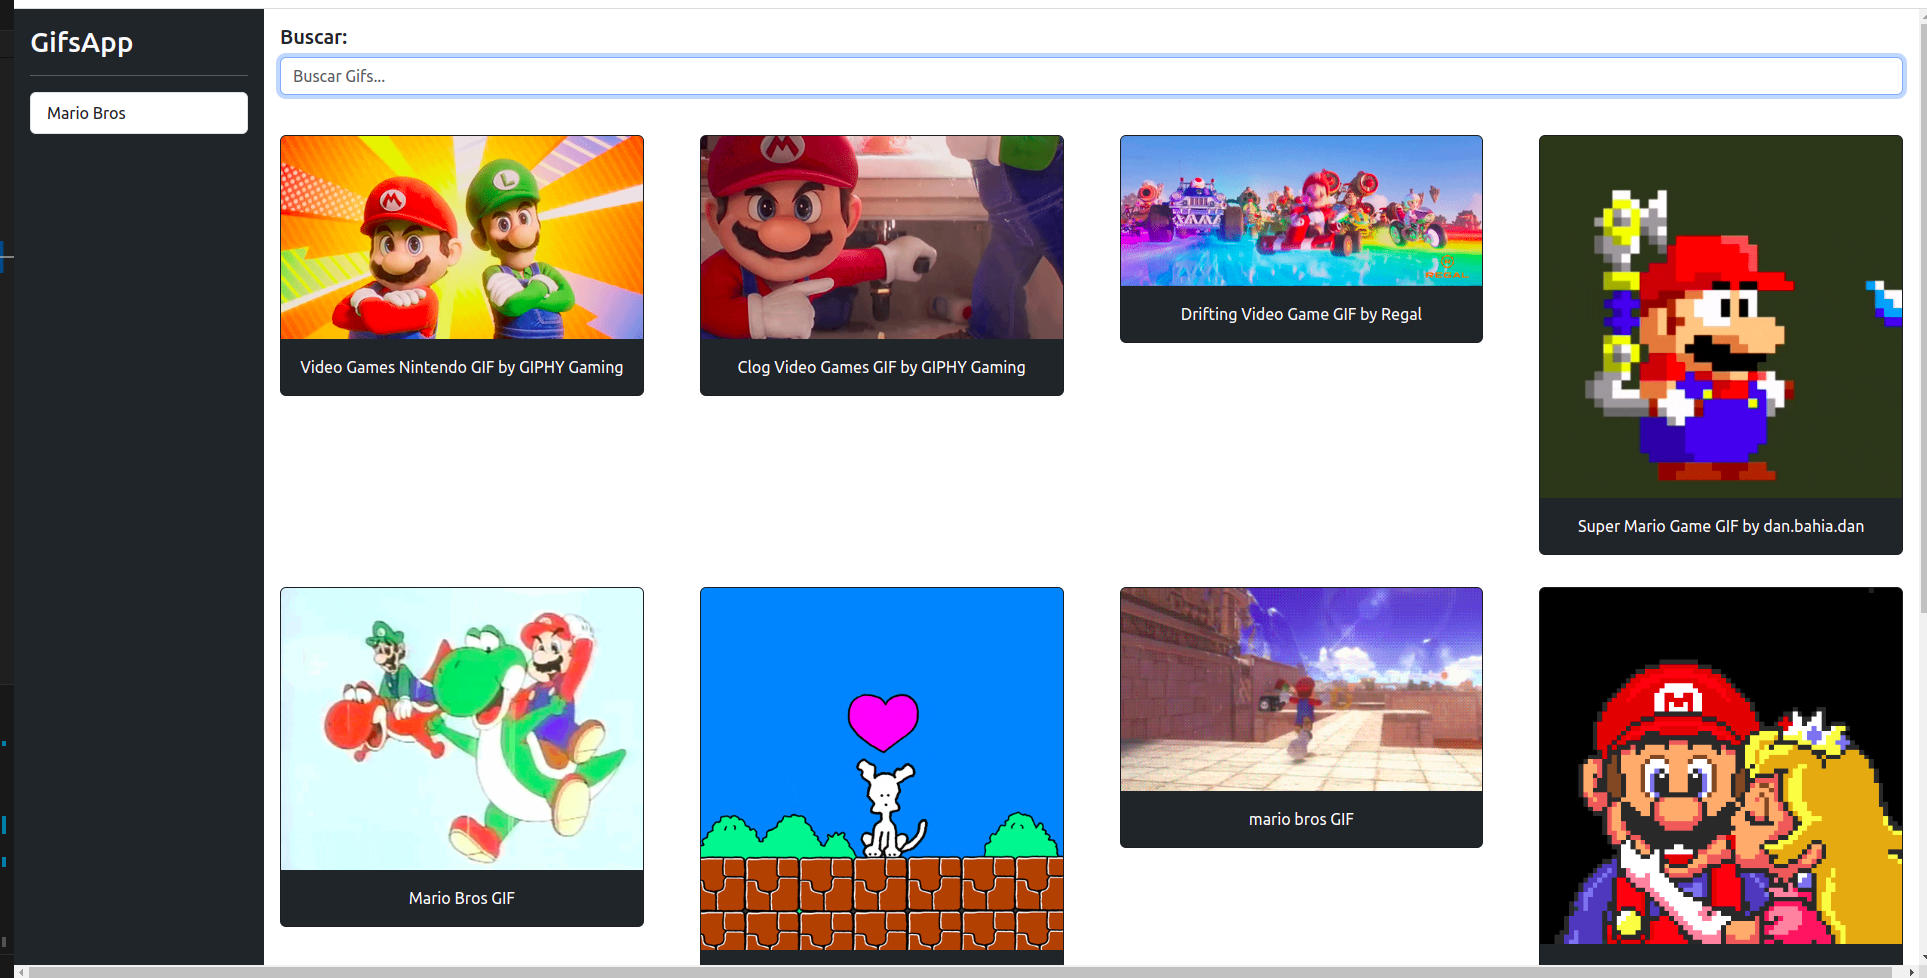 GifsApp
Mario Bros
Buscar:
Buscar Gifs...
M
L
M
REGAL
Video Games Nintendo GIF by GIPHY Gaming
Clog Video Games GIF by GIPHY Gaming
Drifting Video Game GIF by Regal
Super Mario Game GIF by dan.bahia.dan
M
Mario Bros GIF
mario bros GIF